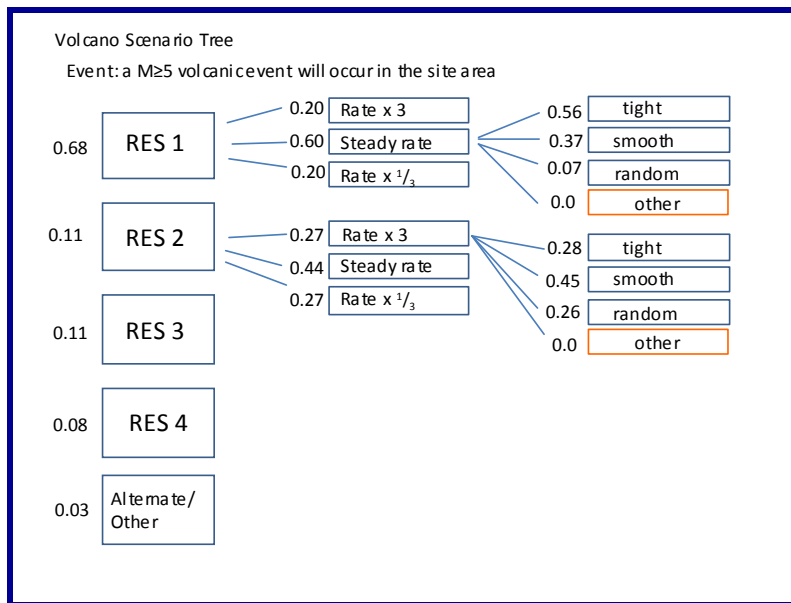 Volcano Scenario Tree
Event: a M≥5 volcanic event will occur in the site area
0.68
RES 1
0.20
Rate x 3
0.60
Steady rate
0.20
Rate x 1/3
0.56
tight
0.37
smooth
0.07
random
0.0
other
0.11
RES 2
0.27
Rate x 3
0.44
Steady rate
0.27
Rate x 1/3
0.28
tight
0.45
smooth
0.26
random
0.0
other
0.11
RES 3
0.08
RES 4
0.03
Alternate/
Other